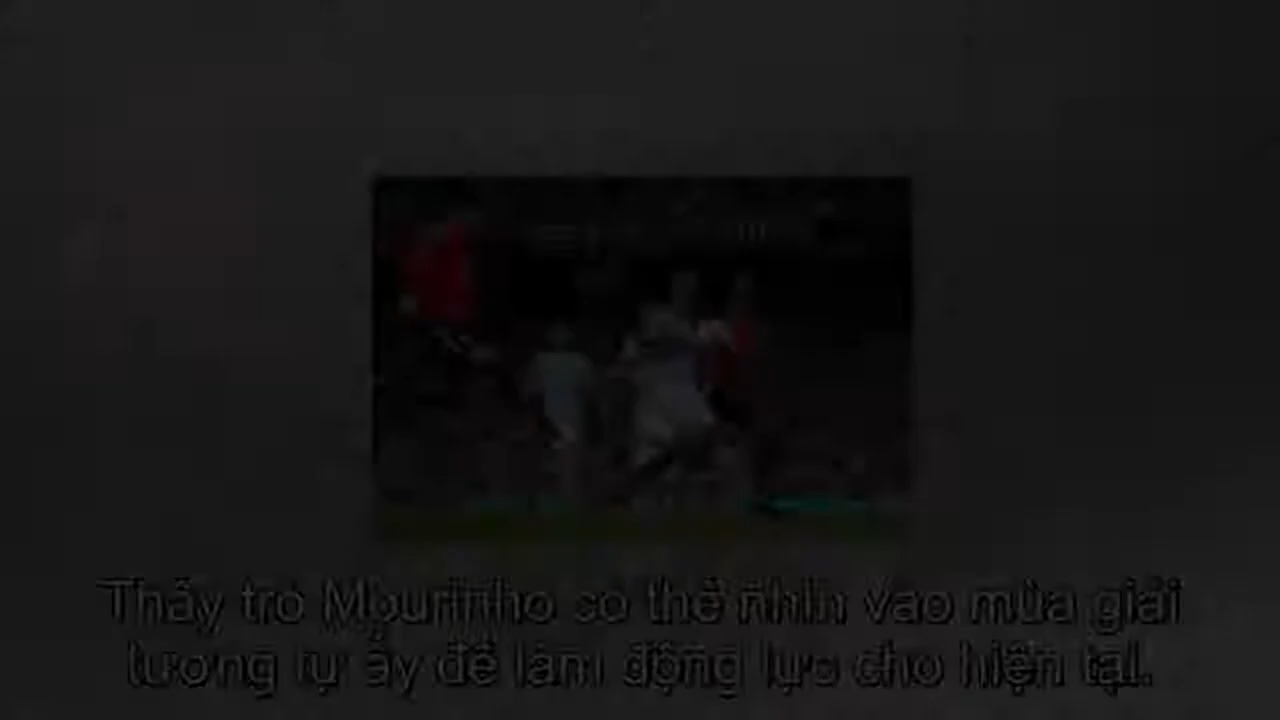 Thầy trò Mourinho có thể nhìn vào mùa giải
tương tự ấy để làm động lực cho hiện tại.